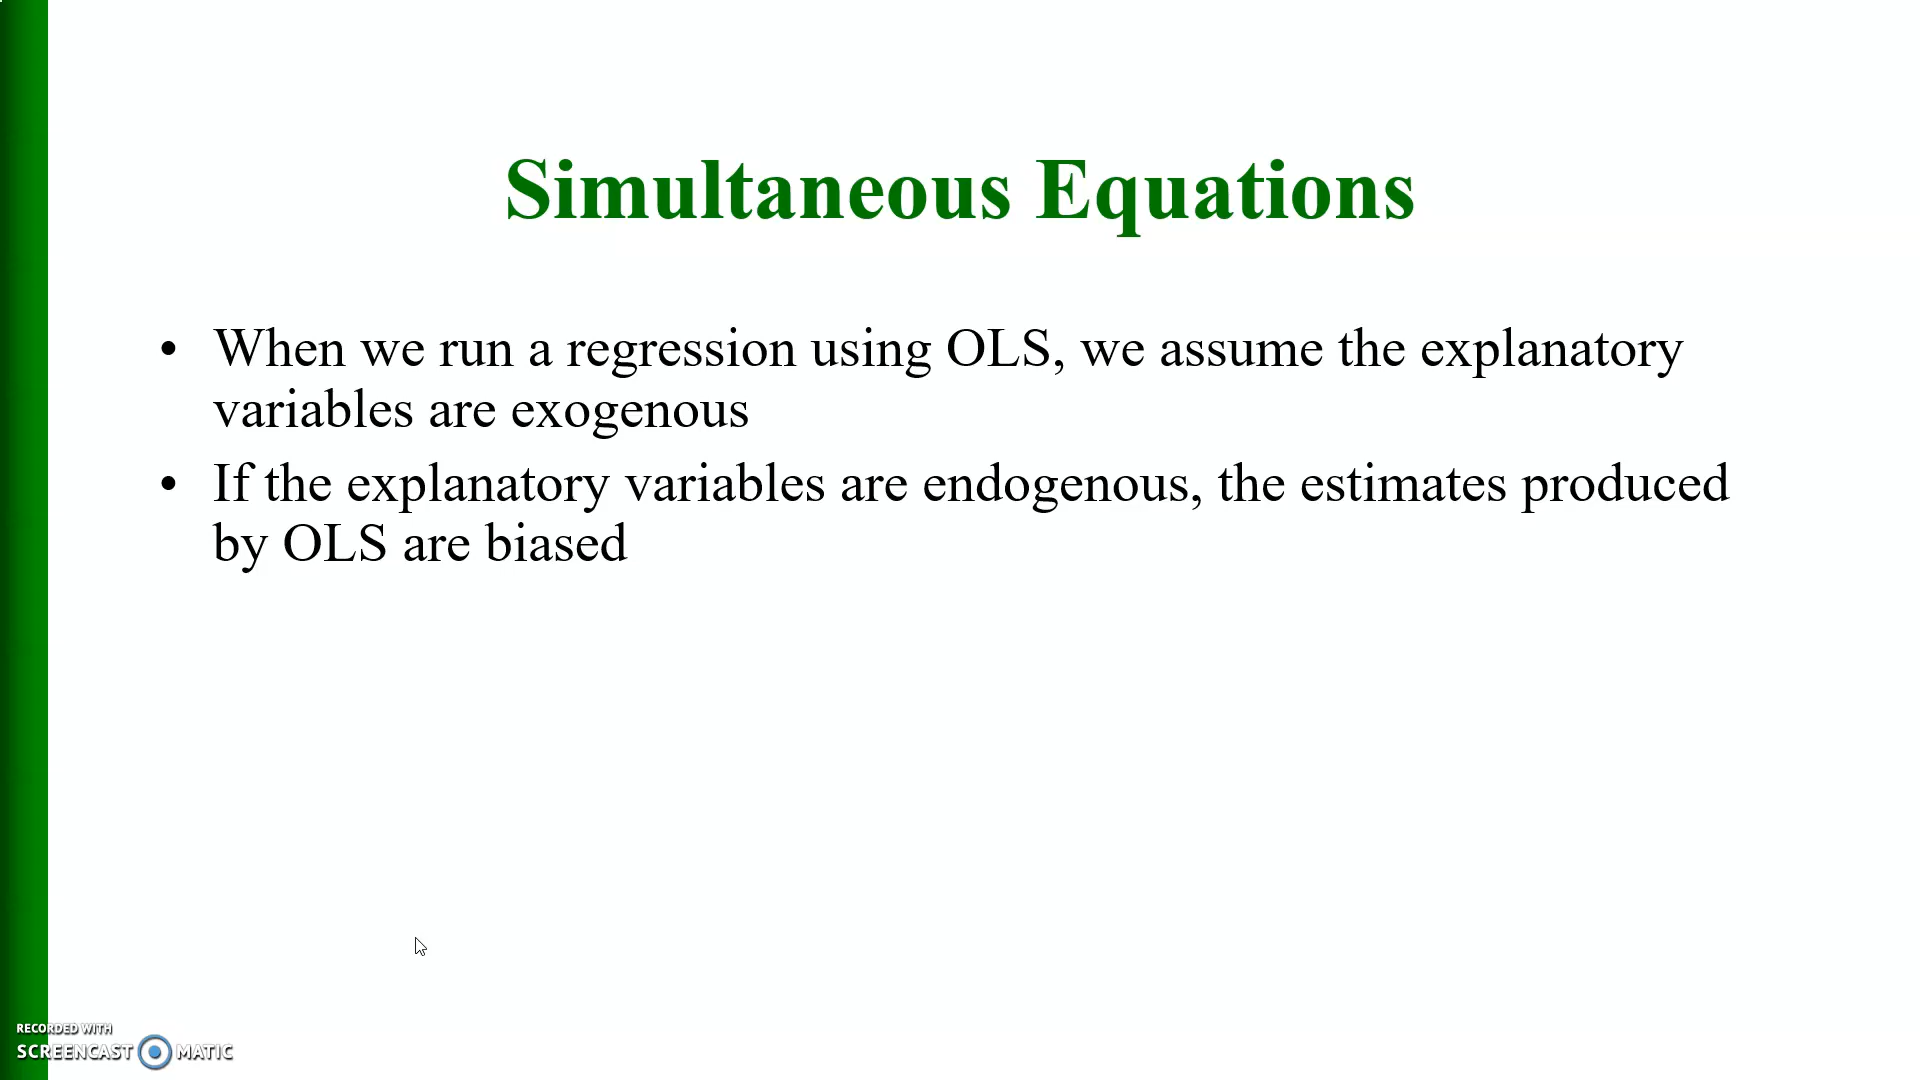 Simultaneous Equations
• When we run a regression using OLS, we assume the explanatory
variables are exogenous
• If the explanatory variables are endogenous, the estimates produced
by OLS are biased
RECORDED WITH
SCREENCAST MATIC